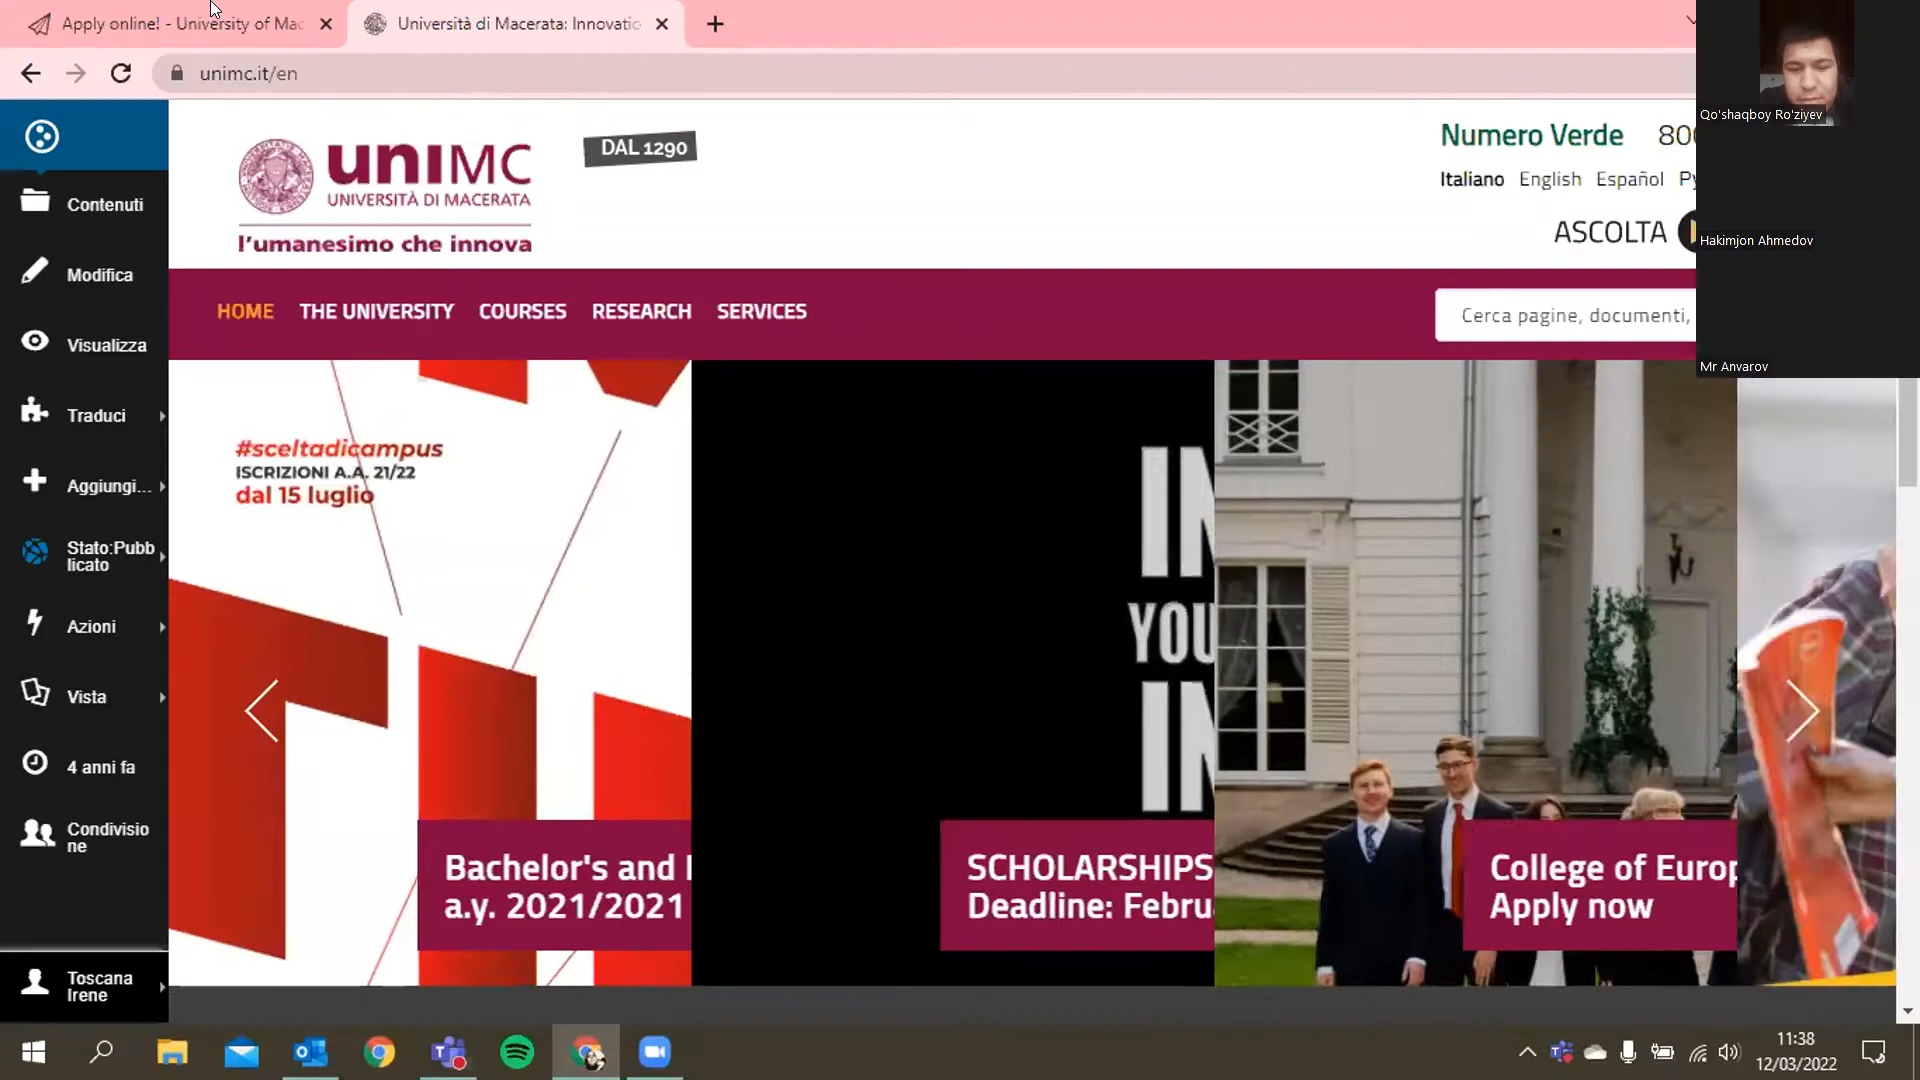 Apply online! - University of Mac
Università di Macerata: Innovatio
unimc.it/en
Qo'shaqboy Ro'ziyev
Hakimjon Ahmedov
Mr Anvarov
uniMC
UNIVERSITÀ DI MACERATA
l'umanesimo che innova
DAL 1290
Numero Verde 800
Italiano English Español
ASCOLTA
HOME THE UNIVERSITY COURSES RESEARCH SERVICES
Cerca pagine, documenti,
Contenuti
Modifica
Visualizza
Traduci
Aggiungi...
Stato:Pubb
licato
Azioni
Vista
4 anni fa
Condivisio
ne
Toscana
Irene
#sceltadicampus
ISCRIZIONI A.A. 21/22
dal 15 luglio
Bachelor's and
a.y. 2021/2021
IN
YOU
IN
SCHOLARSHIPS
Deadline: Febru
College of Europ
Apply now
11:38
12/03/2022